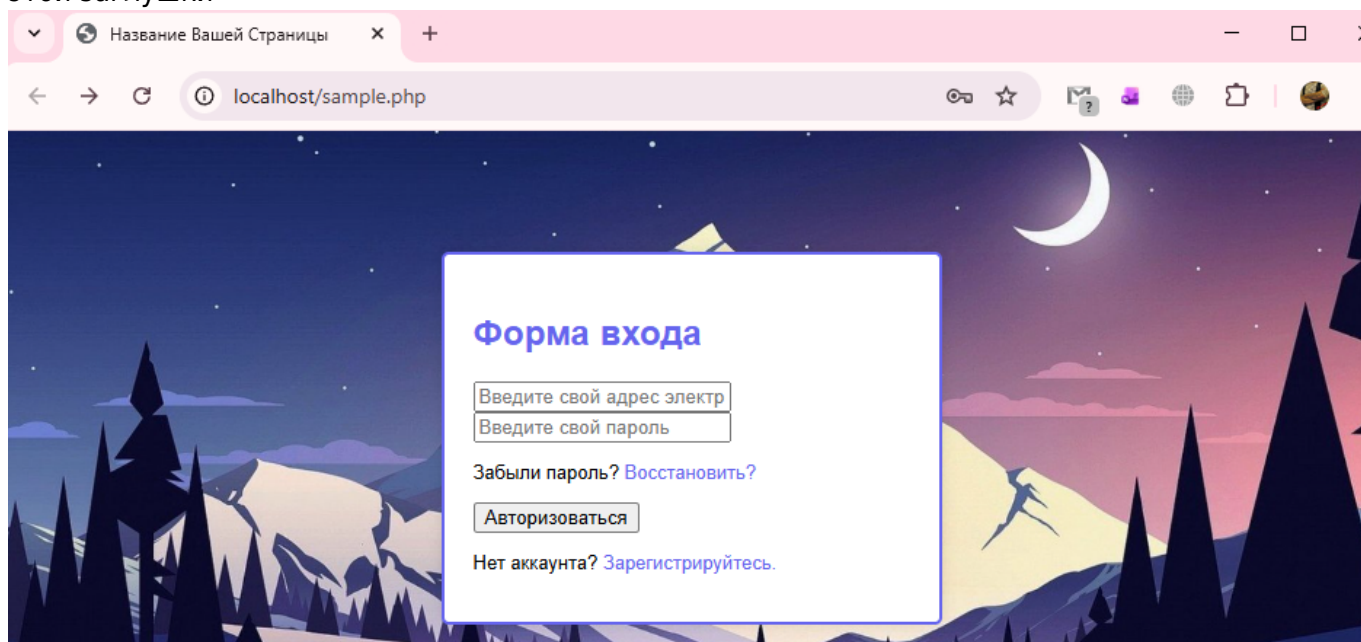 Название Вашей Страницы
localhost/sample.php
Форма входа
Введите свой адрес электр
Введите свой пароль
Забыли пароль? Восстановить?
Авторизоваться
Нет аккаунта? Зарегистрируйтесь.